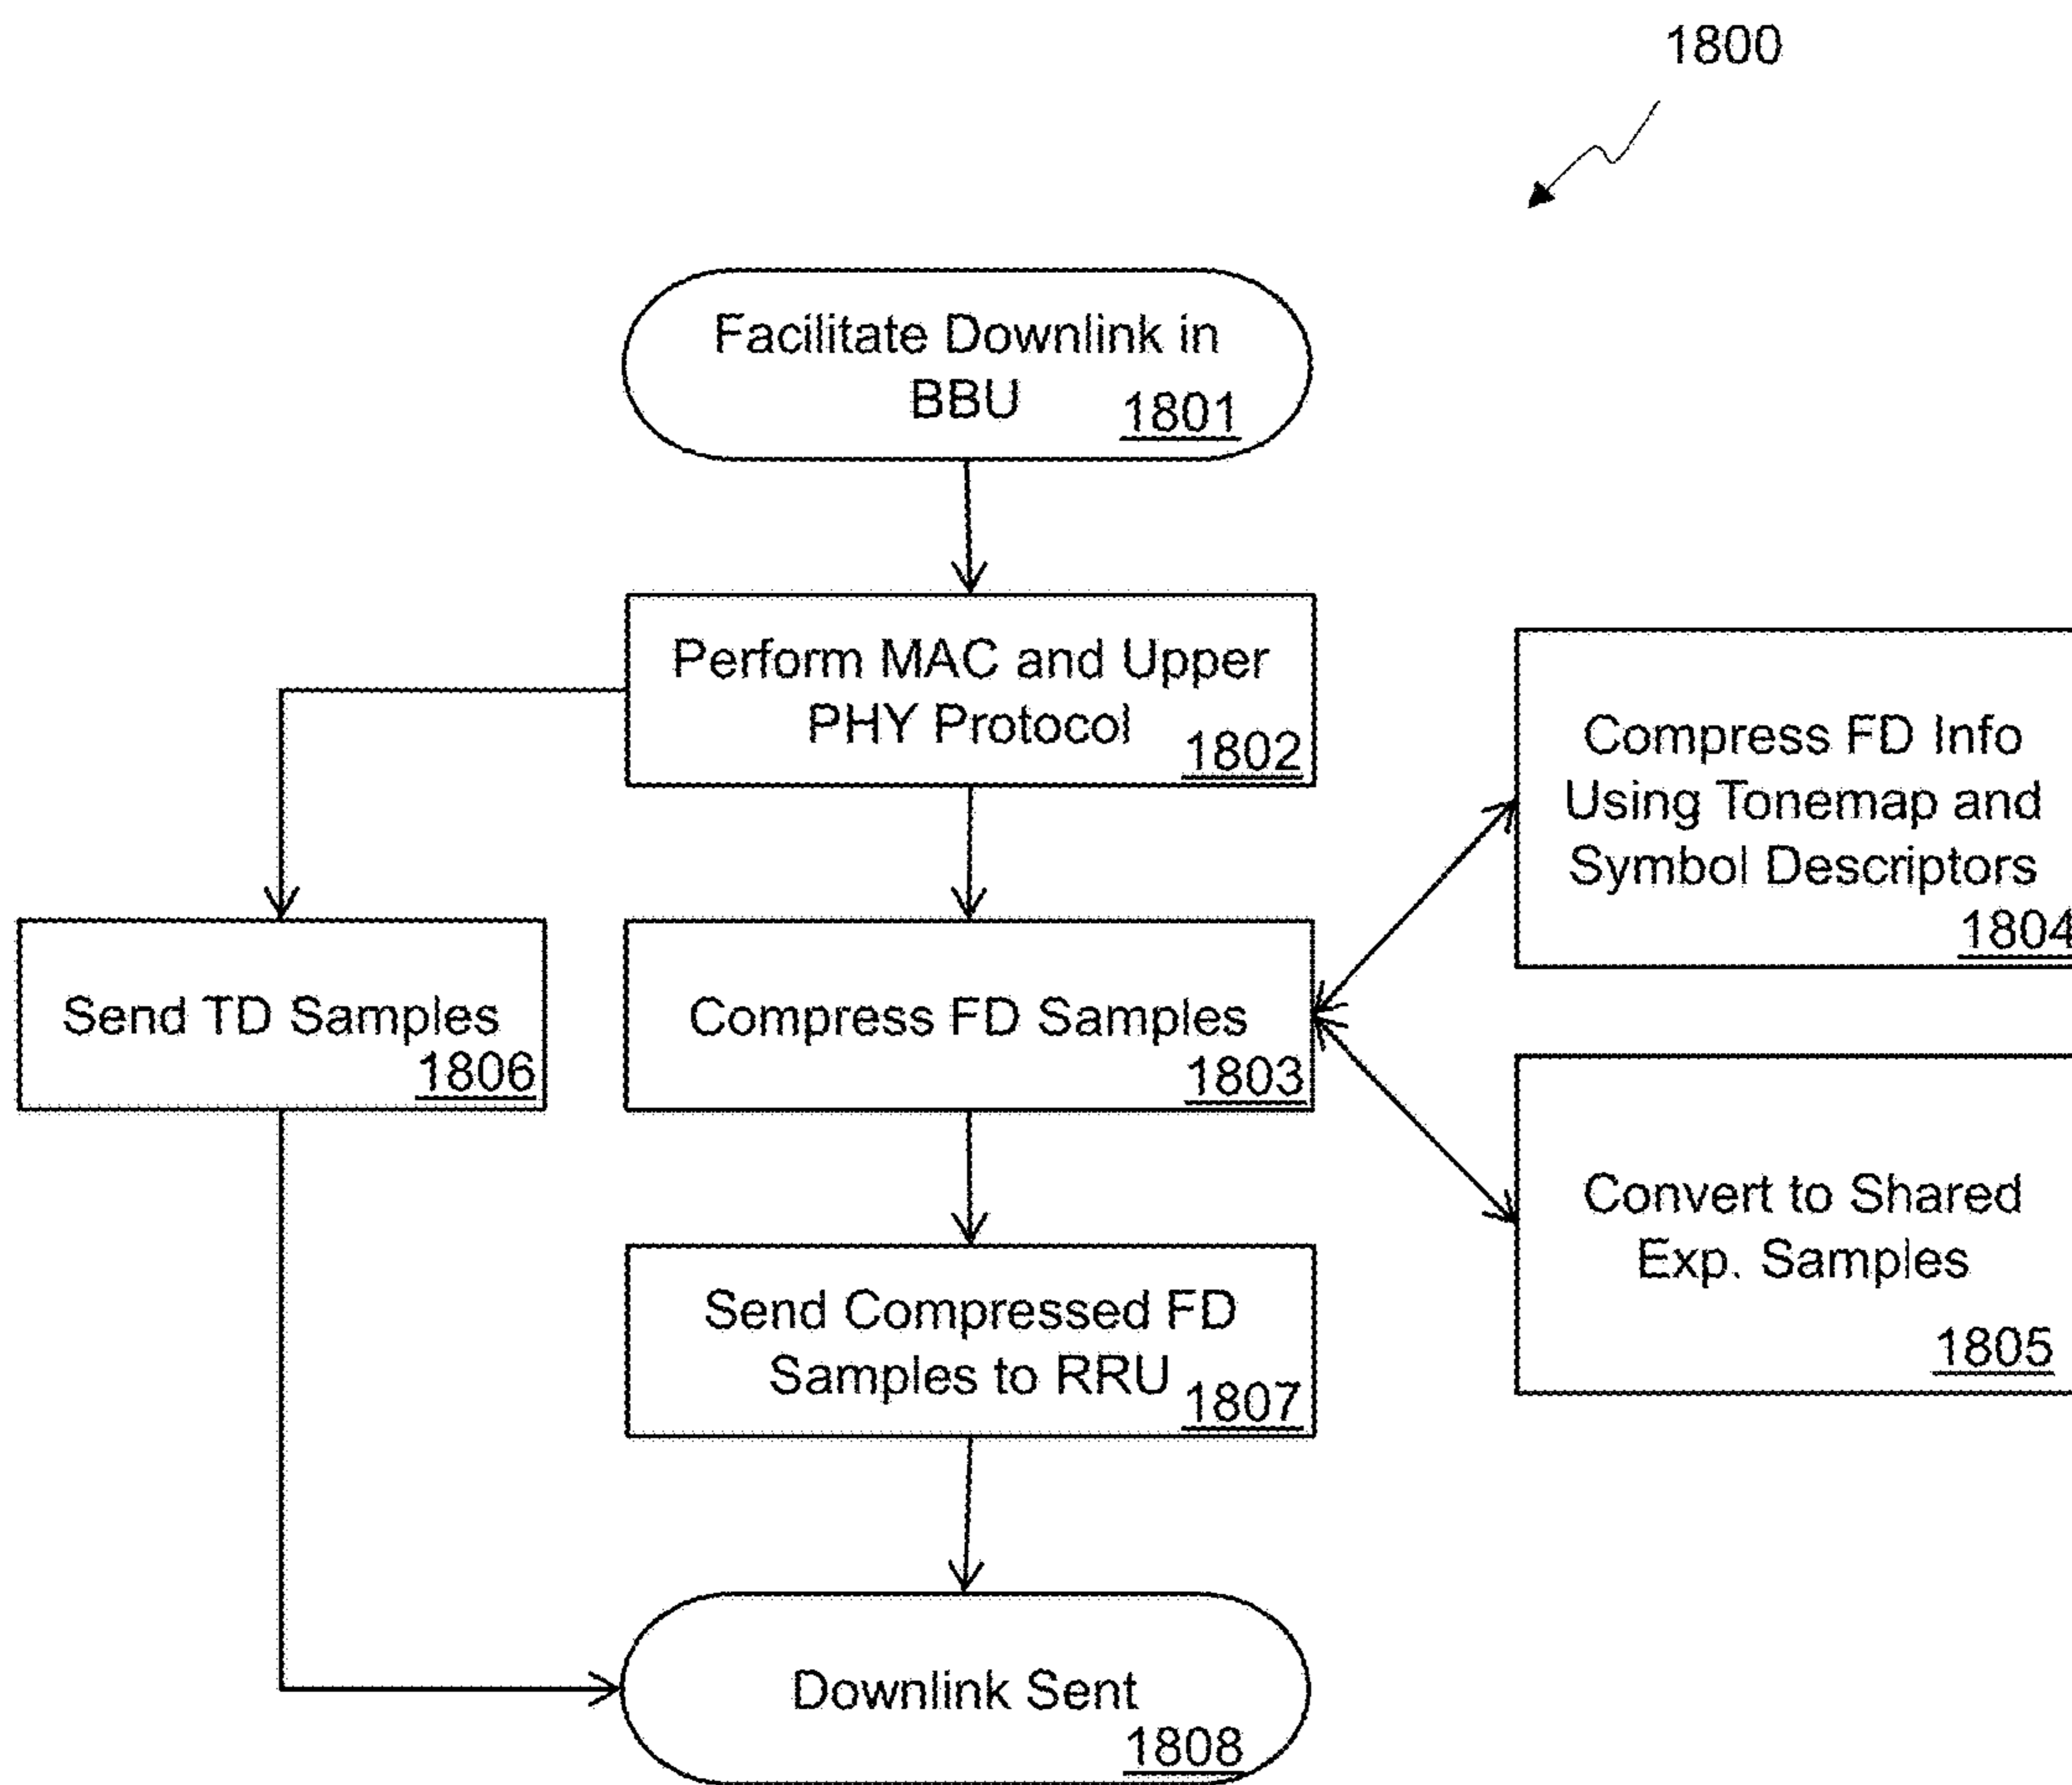 1800
Facilitate Downlink in
BBU
1801
Perform MAC and Upper
PHY Protocol
1802
Compress FD Info
Using Tonemap and
Symbol Descriptors
1804
Send TD Samples
1806
Compress FD Samples
1803
Convert to Shared
Exp. Samples
1805
Send Compressed FD
Samples to RRU
1807
Downlink Sent
1808